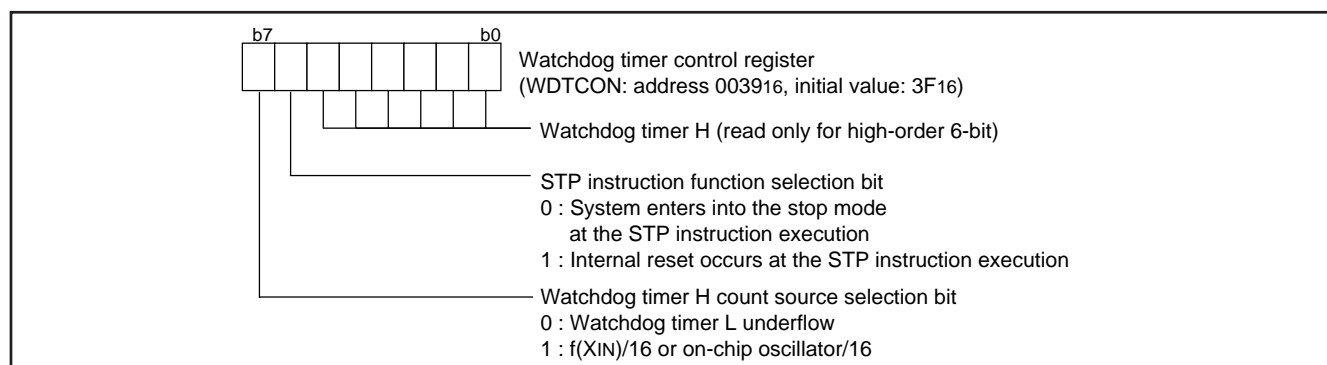 b7 b0
Watchdog timer control register
(WDTCON: address 003916, initial value: 3F16)
Watchdog timer H (read only for high-order 6-bit)
STP instruction function selection bit
0 : System enters into the stop mode
at the STP instruction execution
1 : Internal reset occurs at the STP instruction execution
Watchdog timer H count source selection bit
0 : Watchdog timer L underflow
1 : f(XIN)/16 or on-chip oscillator/16